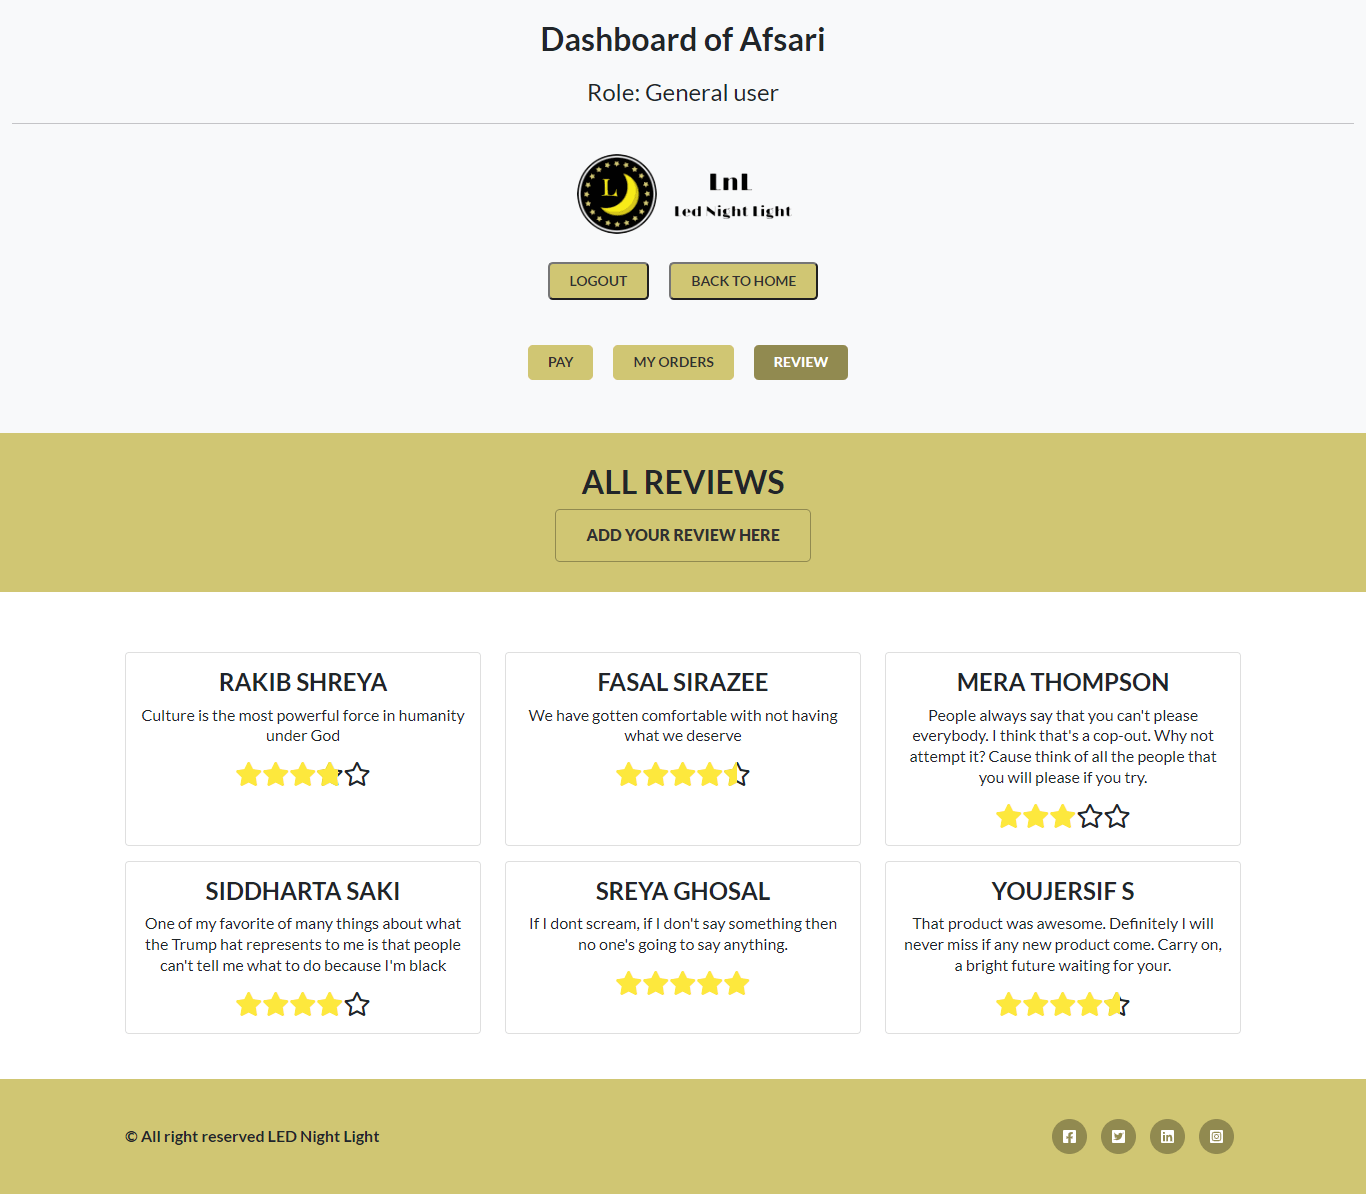 Dashboard of Afsari
Role: General user
L
LnL
Led Night Light
LOGOUT
BACK TO HOME
PAY
MY ORDERS
REVIEW
ALL REVIEWS
ADD YOUR REVIEW HERE
RAKIB SHREYA
Culture is the most powerful force in humanity
under God
FASAL SIRAZEE
We have gotten comfortable with not having
what we deserve
MERA THOMPSON
People always say that you can't please
everybody. I think that's a cop-out. Why not
attempt it? Cause think of all the people that
you will please if you try.
SIDDHARTA SAKI
One of my favorite of many things about what
the Trump hat represents to me is that people
can't tell me what to do because I'm black
SREYA GHOSAL
If I dont scream, if I don't say something then
no one's going to say anything.
YOUJERSIF S
That product was awesome. Definitely I will
never miss if any new product come. Carry on,
a bright future waiting for your.
© All right reserved LED Night Light